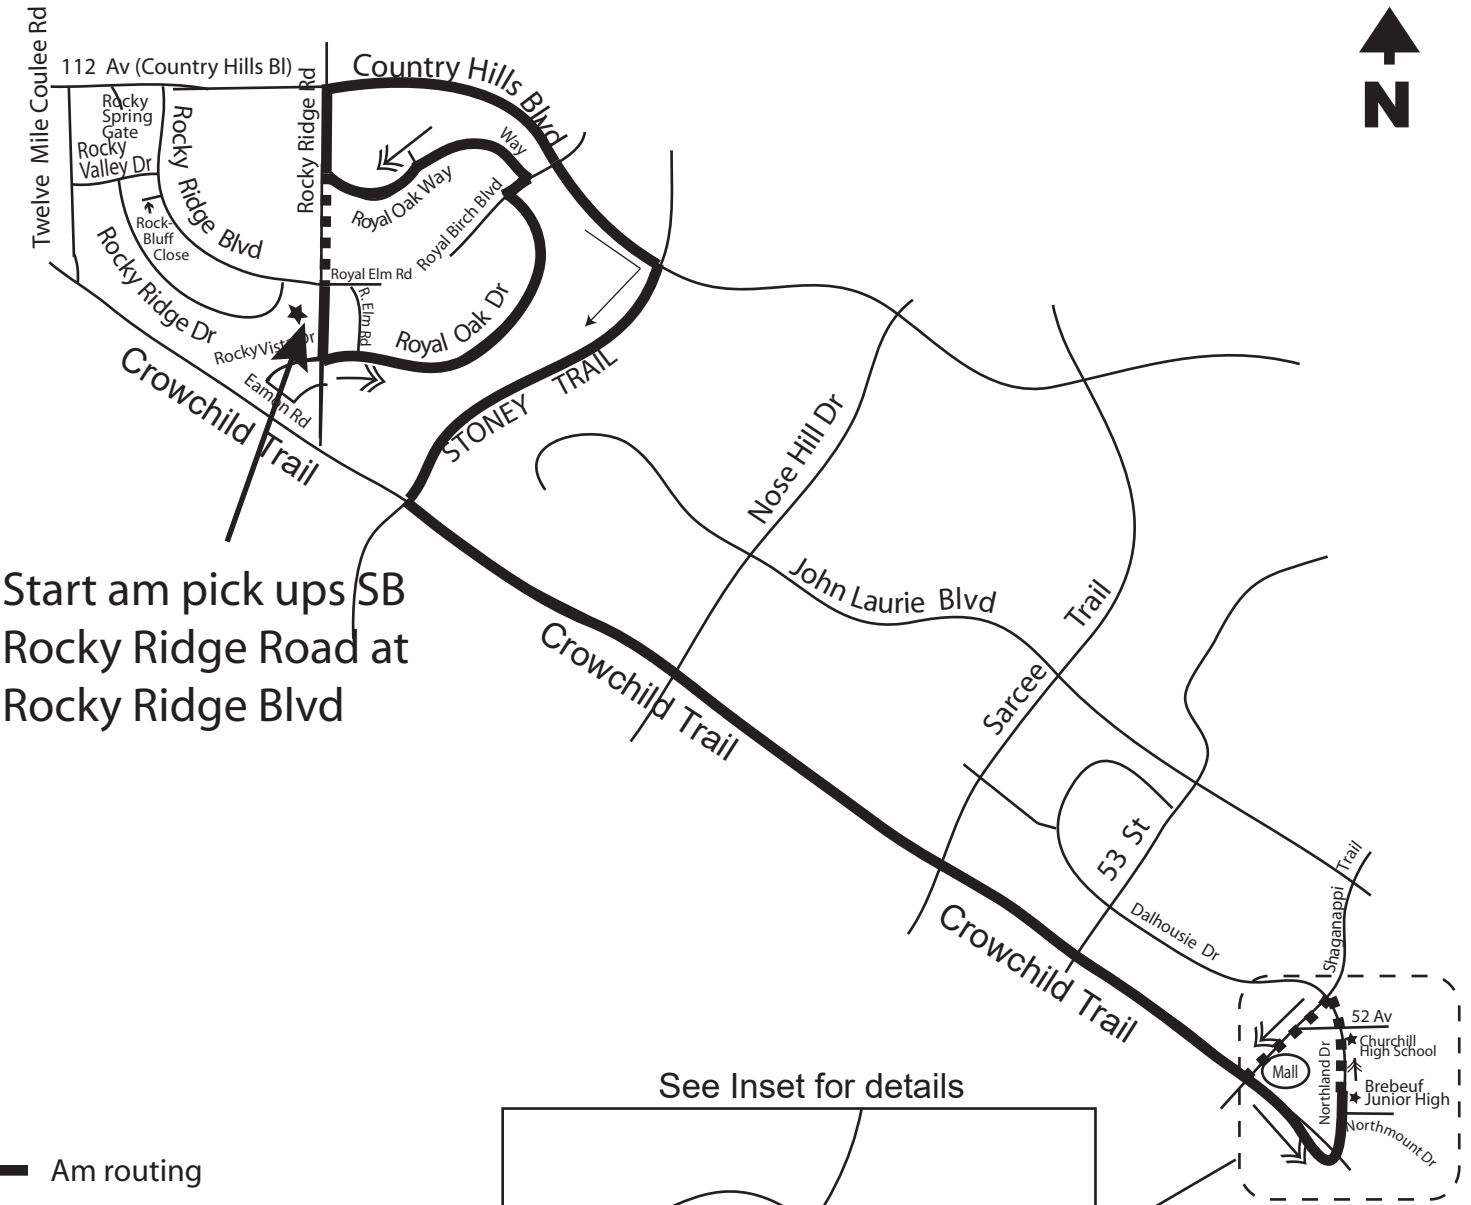 Twelve Mile Coulee Rd
112 Av (Country Hills Bl)
Rocky Ridge Rd
Country Hills Blvd
N
Rocky
Spring
Gate
Rocky
Valley Dr
Rocky Ridge Blvd
Way
Royal Oak Way
Royal Birch Blvd
Rock-
Bluff
Close
Rocky Ridge Dr
Royal Elm Rd
R. Elm Rd
Royal Oak Dr
Rocky Vista Dr
Eamon Rd
Crowchild Trail
STONEY TRAIL
Nose Hill Dr
John Laurie Blvd
Sarcee Trail
Start am pick ups SB
Rocky Ridge Road at
Rocky Ridge Blvd
Crowchild Trail
53 St
Dalhousie Dr
Shaganappi Trail
Crowchild Trail
52 Av
Churchill
High School
Mall
Northland Dr
Brebeuf
Junior High
Northmount Dr
See Inset for details
Am routing